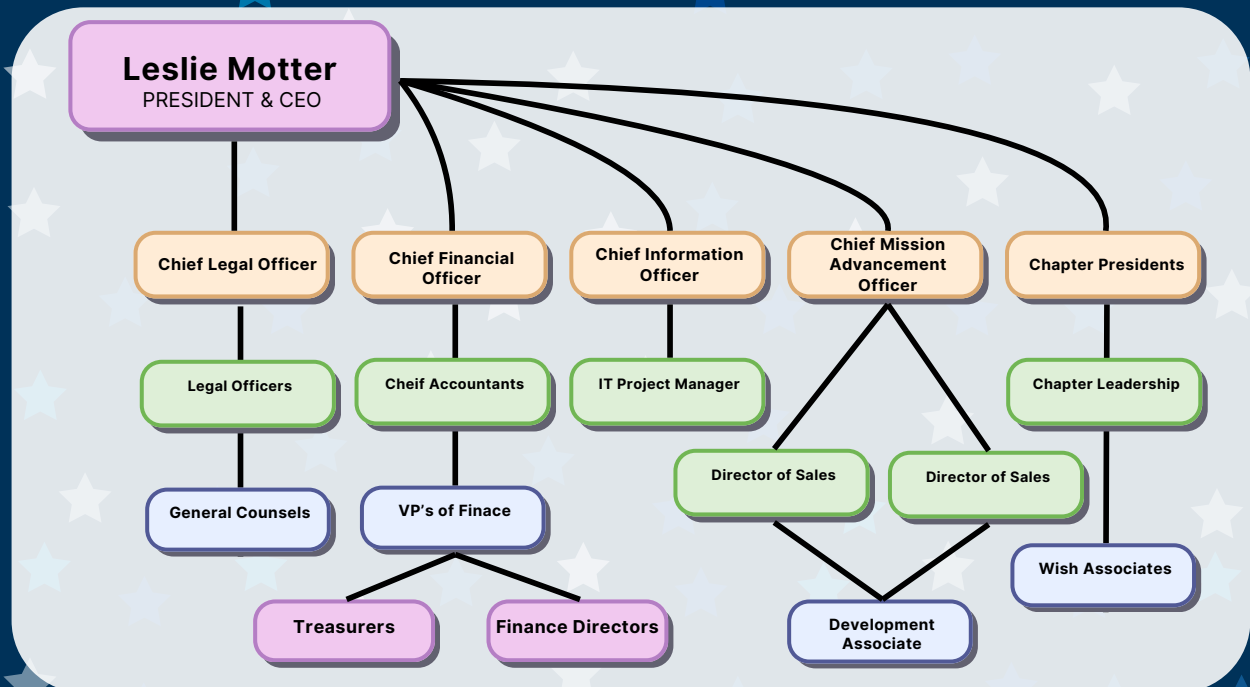 Leslie Motter
PRESIDENT & CEO
Chief Legal Officer
Chief Financial
Officer
Chief Information
Officer
Chief Mission
Advancement
Officer
Chapter Presidents
Legal Officers
Cheif Accountants
IT Project Manager
Chapter Leadership
Director of Sales
Director of Sales
General Counsels
VP’s of Finace
Wish Associates
Treasurers
Finance Directors
Development
Associate